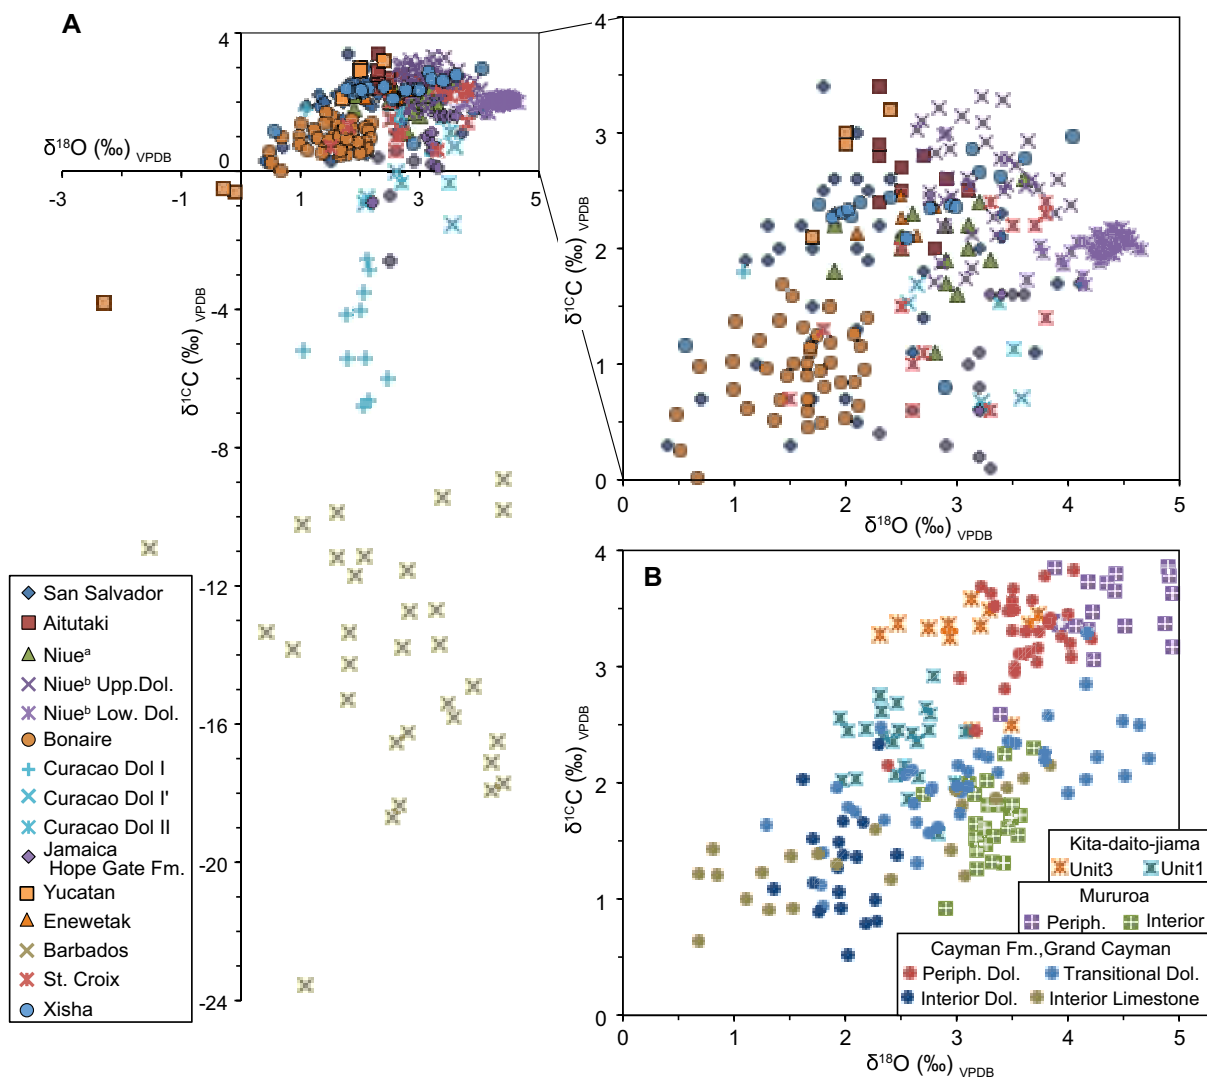 A
4
0
δ¹⁸O (‰) VPDB
-3
-1
1
3
5
-4
-8
-12
-16
-20
-24
δ¹ᶜC (‰) VPDB
San Salvador
Aitutaki
Niueᵃ
Niueᵇ Upp.Dol.
Niueᵇ Low. Dol.
Bonaire
Curacao Dol I
Curacao Dol I'
Curacao Dol II
Jamaica
Hope Gate Fm.
Yucatan
Enewetak
Barbados
St. Croix
Xisha
4
3
2
1
0
δ¹ᶜC (‰) VPDB
0
1
2
3
4
5
δ¹⁸O (‰) VPDB
B
4
3
2
1
0
δ¹ᶜC (‰) VPDB
Kita-daito-jiama
Unit3 Unit1
Mururoa
Periph. Interior
Cayman Fm.,Grand Cayman
Periph. Dol. Transitional Dol.
Interior Dol. Interior Limestone
0
1
2
3
4
5
δ¹⁸O (‰) VPDB